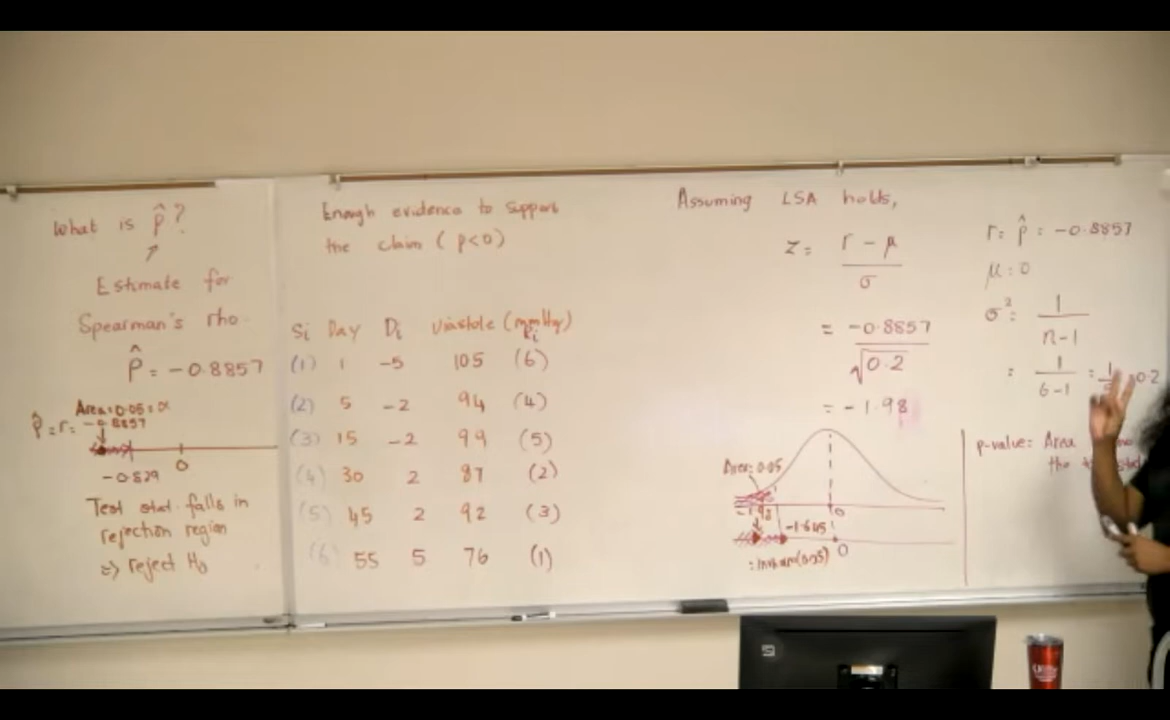 What is ρ̂?
Estimate for
Spearman's rho.
ρ̂ = -0.8857
Area = 0.05 = α
ρ̂ = r = -0.8857
-0.829
0
Test stat. falls in
rejection region
=> reject H₀
Enough evidence to support
the claim ( ρ<0)
Si Day Di (mmHg)
Ri
(1) 1 -5 105 (6)
(2) 5 -2 94 (4)
(3) 15 -2 99 (5)
(4) 30 2 87 (2)
(5) 45 2 92 (3)
(6) 55 5 76 (1)
Assuming LSA holds,
z = r - μ
σ
= -0.8857
√0.2
= -1.98
Area: 0.05
0
-1.98
-1.645
0
r = ρ̂ = -0.8857
μ = 0
σ² = 1
n-1
= 1 = 1 0.2
6-1
p-value: Area
the